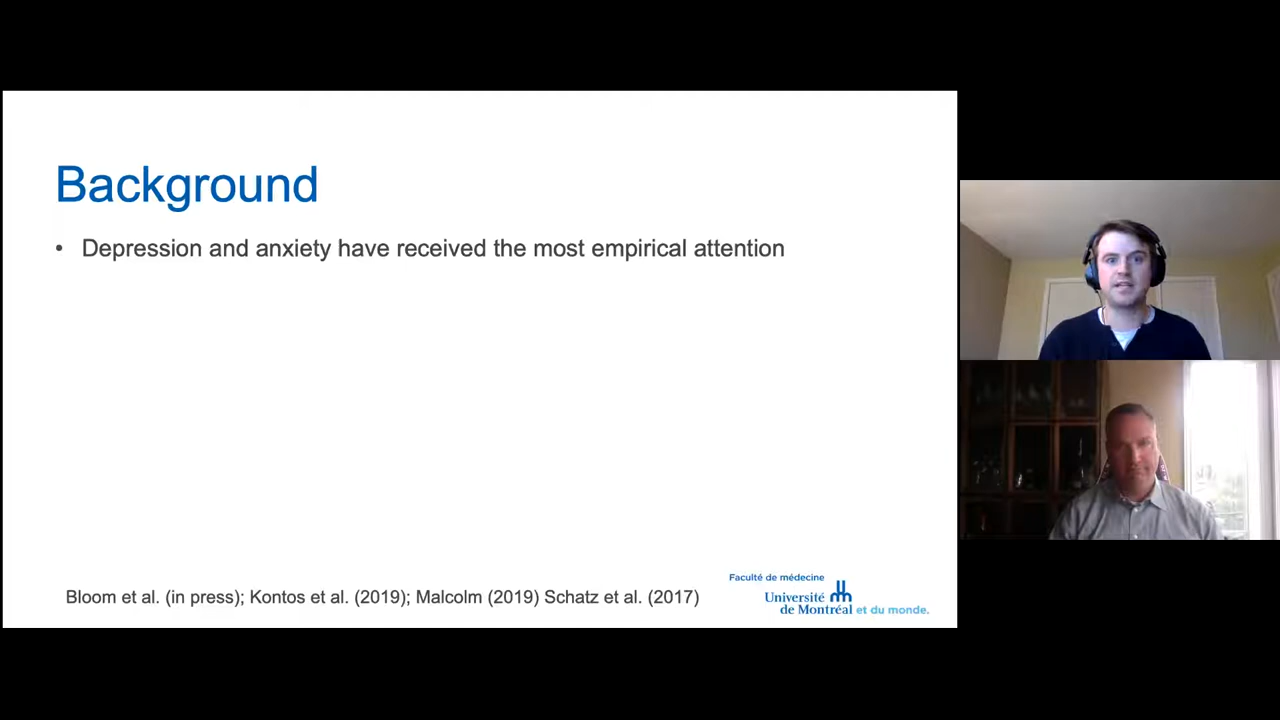 Background
• Depression and anxiety have received the most empirical attention
Bloom et al. (in press); Kontos et al. (2019); Malcolm (2019) Schatz et al. (2017)
Faculté de médecine
Université
de Montréal et du monde.